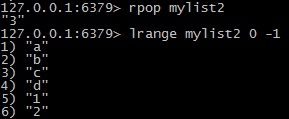 127.0.0.1:6379> rpop mylist2
"3"
127.0.0.1:6379> lrange mylist2 0 -1
1) "a"
2) "b"
3) "c"
4) "d"
5) "1"
6) "2"